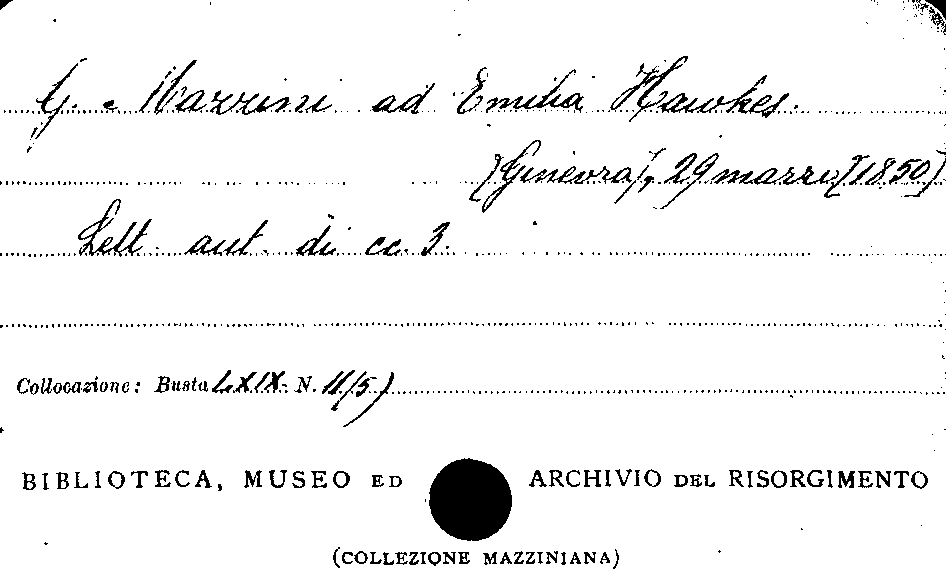 G. Mazzini ad Emilia Hawkes.
[Ginevra], 29 marzo [1850]
Lett. aut. di cc. 3.
Collocazione: Busta LXIX. N. 11/5)
BIBLIOTECA, MUSEO ED ARCHIVIO DEL RISORGIMENTO
(COLLEZIONE MAZZINIANA)